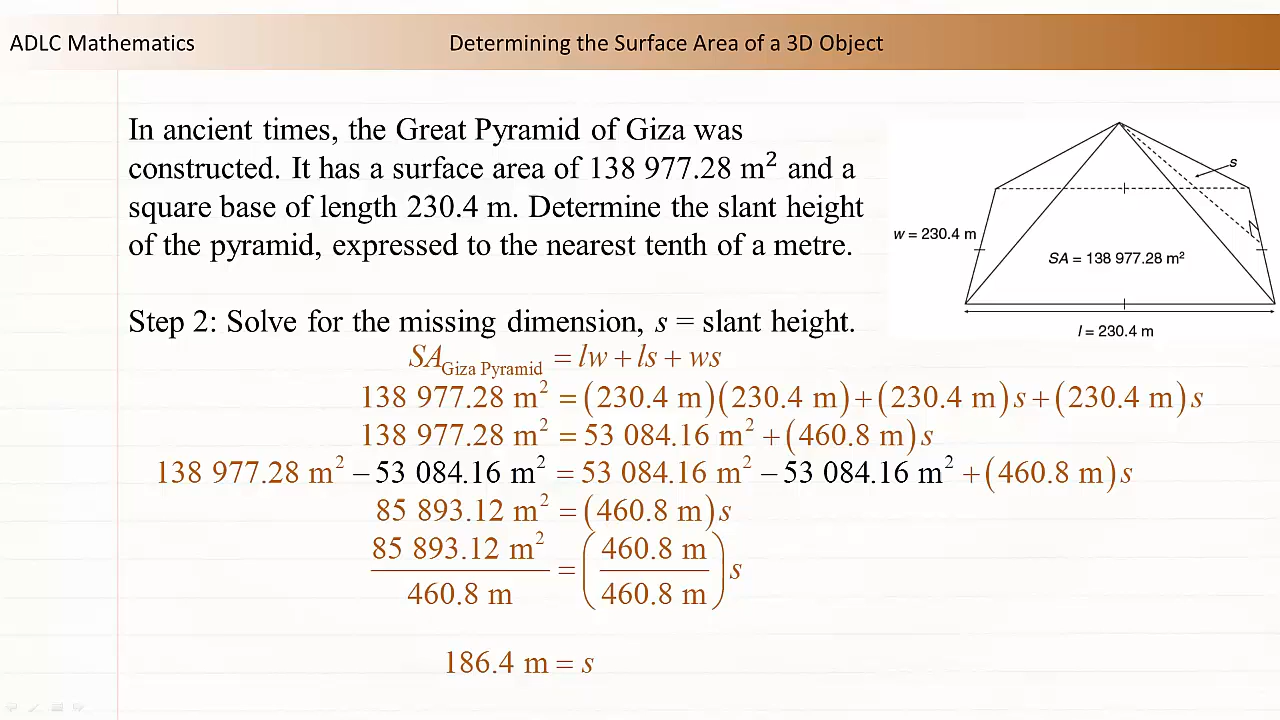 ADLC Mathematics
Determining the Surface Area of a 3D Object
In ancient times, the Great Pyramid of Giza was
constructed. It has a surface area of 138 977.28 m² and a
square base of length 230.4 m. Determine the slant height
of the pyramid, expressed to the nearest tenth of a metre.
s
w = 230.4 m
SA = 138 977.28 m²
l = 230.4 m
Step 2: Solve for the missing dimension, s = slant height.
SA Giza Pyramid = lw + ls + ws
138 977.28 m² = (230.4 m)(230.4 m) + (230.4 m)s + (230.4 m)s
138 977.28 m² = 53 084.16 m² + (460.8 m)s
138 977.28 m² − 53 084.16 m² = 53 084.16 m² − 53 084.16 m² + (460.8 m)s
85 893.12 m² = (460.8 m)s
85 893.12 m² / 460.8 m = (460.8 m / 460.8 m) s
186.4 m = s